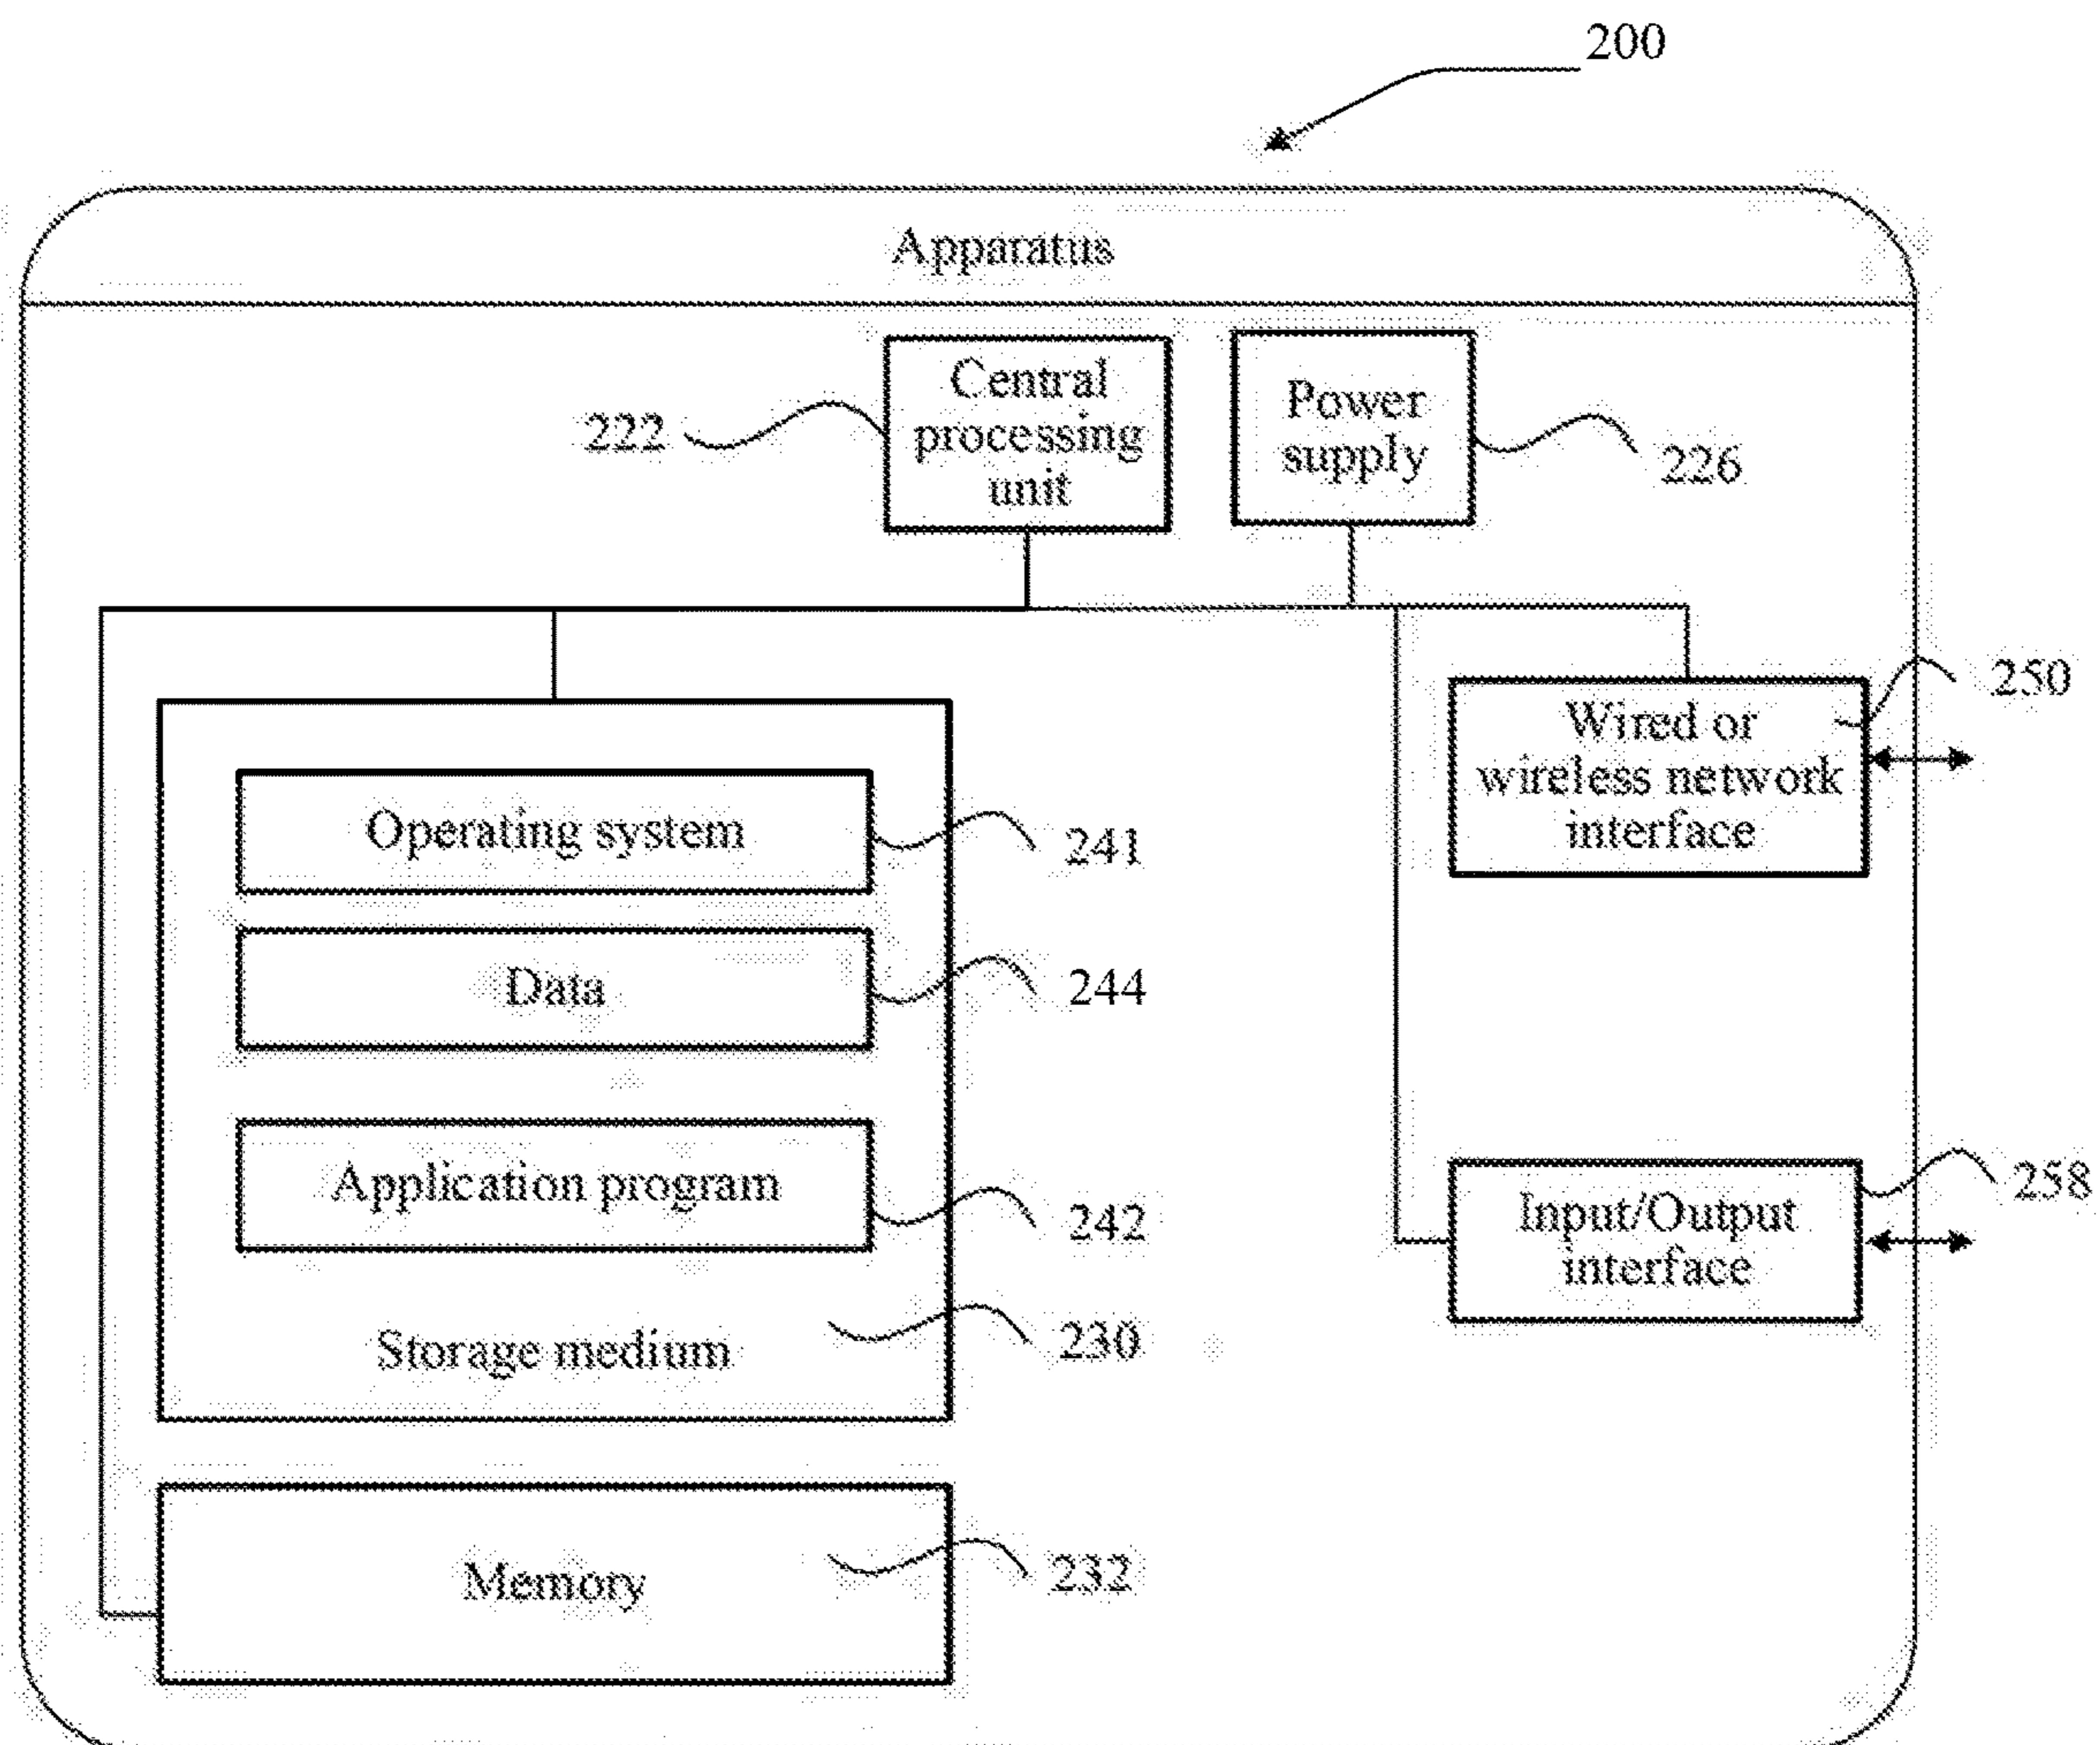 200
Apparatus
Central
processing
unit
222
Power
supply
226
250
Wired or
wireless network
interface
Operating system
241
Data
244
Application program
242
Storage medium
230
258
Input/Output
interface
Memory
232